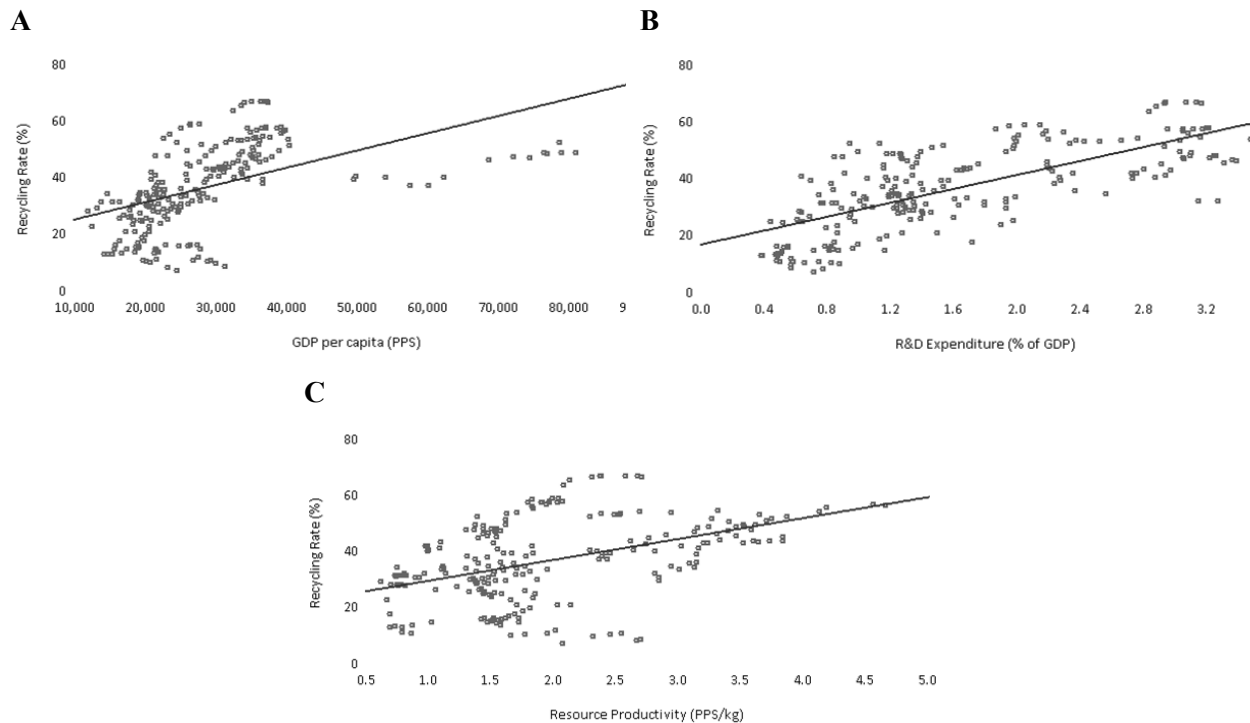 A
B
80
60
40
20
0
Recycling Rate (%)
10,000 20,000 30,000 40,000 50,000 60,000 70,000 80,000 9
GDP per capita (PPS)
80
60
40
20
0
Recycling Rate (%)
0.0 0.4 0.8 1.2 1.6 2.0 2.4 2.8 3.2
R&D Expenditure (% of GDP)
C
80
60
40
20
0
Recycling Rate (%)
0.5 1.0 1.5 2.0 2.5 3.0 3.5 4.0 4.5 5.0
Resource Productivity (PPS/kg)